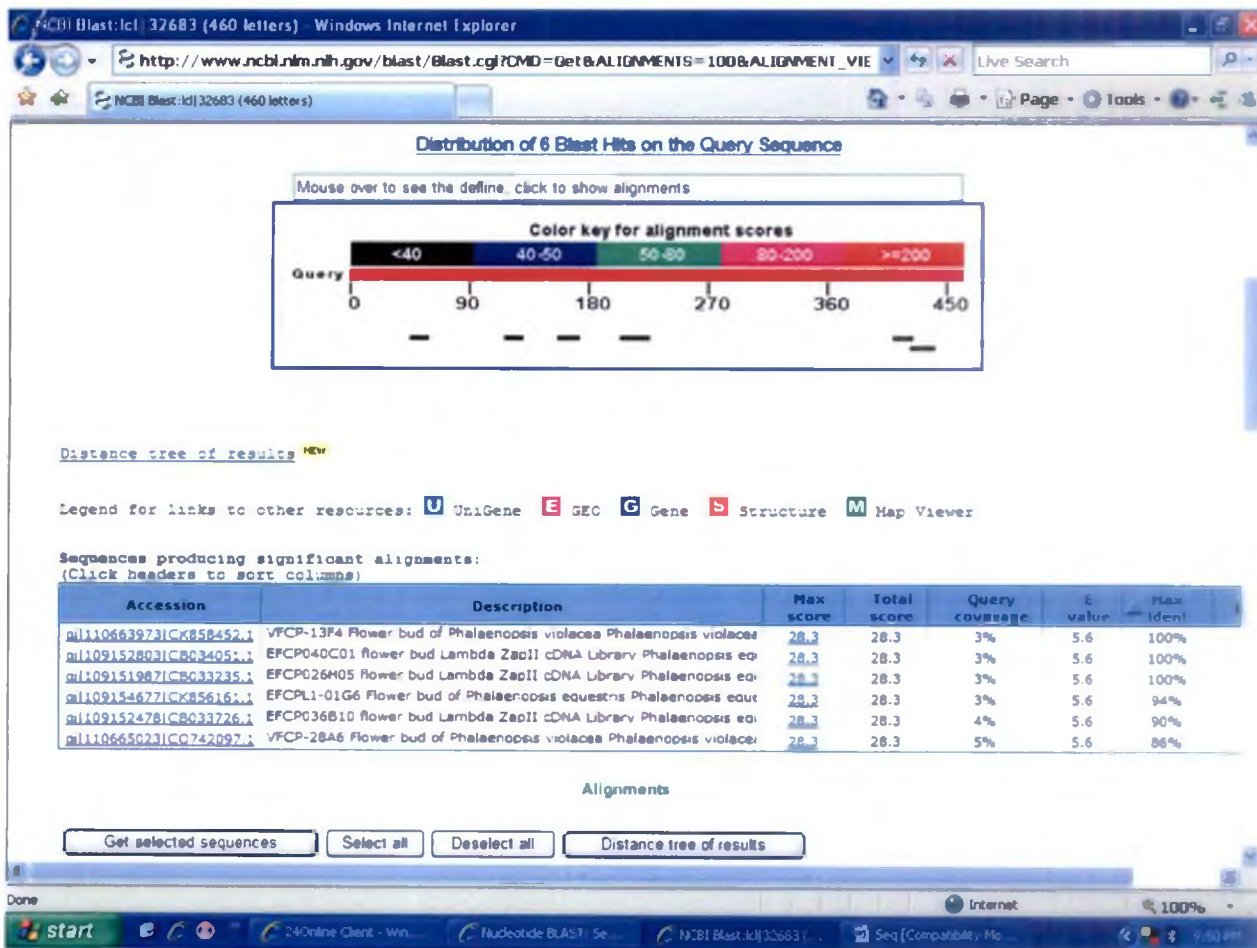 NCBI Blast:lcl|32683 (460 letters) - Windows Internet Explorer
http://www.ncbi.nlm.nih.gov/blast/Blast.cgi?CMD=Get&ALIGNMENTS=100&ALIGNMENT_VIE
Live Search
NCBI Blast:lcl|32683 (460 letters)
Page
Tools
Distribution of 6 Blast Hits on the Query Sequence
Mouse over to see the defline, click to show alignments
Color key for alignment scores
<40 40-50 50-80 80-200 >=200
Query
0 90 180 270 360 450
Distance tree of results NEW
Legend for links to other resources: U UniGene E GEO G Gene S Structure M Map Viewer
Sequences producing significant alignments:
(Click headers to sort columns)
Accession Description Max score Total score Query coverage E value Max ident
gi|110663973|CK858452.1 VFCP-13F4 Flower bud of Phalaenopsis violacea Phalaenopsis violacea 28.3 28.3 3% 5.6 100%
gi|109152803|CB034051.1 EFCP040C01 flower bud Lambda ZapII cDNA Library Phalaenopsis eq 28.3 28.3 3% 5.6 100%
gi|109151987|CB033235.1 EFCP026H05 flower bud Lambda ZapII cDNA Library Phalaenopsis eq 28.3 28.3 3% 5.6 100%
gi|109154677|CK856161.1 EFCPL1-01G6 Flower bud of Phalaenopsis equestris Phalaenopsis eque 28.3 28.3 3% 5.6 94%
gi|109152478|CB033726.1 EFCP036B10 flower bud Lambda ZapII cDNA Library Phalaenopsis eq 28.3 28.3 4% 5.6 90%
gi|110665023|CO742097.1 VFCP-28A6 Flower bud of Phalaenopsis violacea Phalaenopsis violace 28.3 28.3 5% 5.6 86%
Alignments
Get selected sequences Select all Deselect all Distance tree of results
Done Internet 100%
start 24Online Client - Win... Nucleotide BLAST: Se... NCBI Blast:lcl|32683 (... Seq [Compatibility Mo...